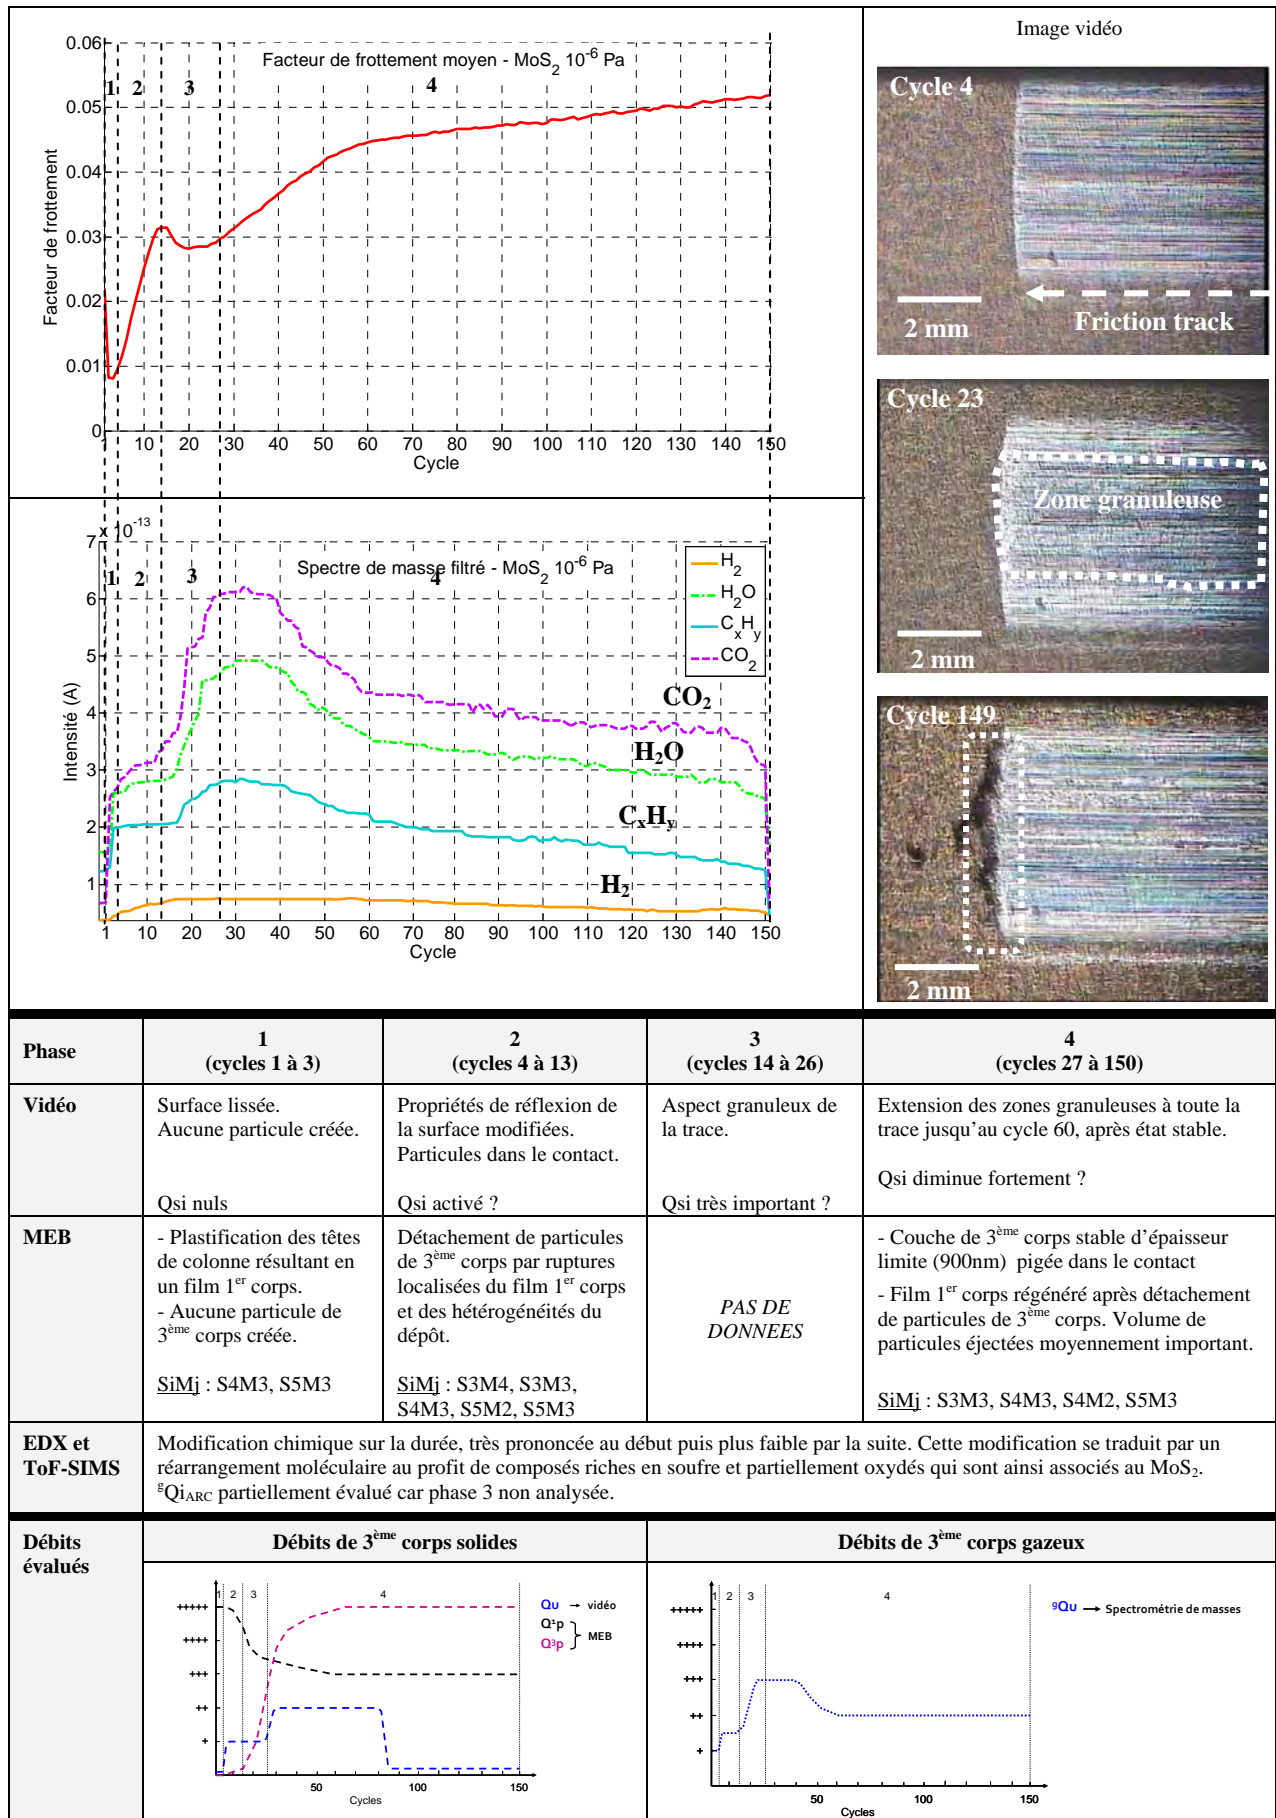 Facteur de frottement moyen - MoS2 10-6 Pa
1 2 3 4
0.06
0.05
0.04
0.03
0.02
0.01
0
Facteur de frottement
1 10 20 30 40 50 60 70 80 90 100 110 120 130 140 150
Cycle
Image vidéo
Cycle 4
2 mm
Friction track
Cycle 23
Zone granuleuse
2 mm
Cycle 149
2 mm
x 10-13
Spectre de masse filtré - MoS2 10-6 Pa
1 2 3 4
7
6
5
4
3
2
1
Intensité (A)
H2
H2O
CxHy
CO2
CO2
H2O
CxHy
H2
1 10 20 30 40 50 60 70 80 90 100 110 120 130 140 150
Cycle
Phase
1
(cycles 1 à 3)
2
(cycles 4 à 13)
3
(cycles 14 à 26)
4
(cycles 27 à 150)
Vidéo
Surface lissée.
Aucune particule créée.
Qsi nuls
Propriétés de réflexion de
la surface modifiées.
Particules dans le contact.
Qsi activé ?
Aspect granuleux de
la trace.
Qsi très important ?
Extension des zones granuleuses à toute la
trace jusqu'au cycle 60, après état stable.
Qsi diminue fortement ?
MEB
- Plastification des têtes
de colonne résultant en
un film 1er corps.
- Aucune particule de
3ème corps créée.
SiMj : S4M3, S5M3
Détachement de particules
de 3ème corps par ruptures
localisées du film 1er corps
et des hétérogénéités du
dépôt.
SiMj : S3M4, S3M3,
S4M3, S5M2, S5M3
PAS DE
DONNEES
- Couche de 3ème corps stable d'épaisseur
limite (900nm) pigée dans le contact
- Film 1er corps régénéré après détachement
de particules de 3ème corps. Volume de
particules éjectées moyennement important.
SiMj : S3M3, S4M3, S4M2, S5M3
EDX et
ToF-SIMS
Modification chimique sur la durée, très prononcée au début puis plus faible par la suite. Cette modification se traduit par un
réarrangement moléculaire au profit de composés riches en soufre et partiellement oxydés qui sont ainsi associés au MoS2.
gQiARC partiellement évalué car phase 3 non analysée.
Débits
évalués
Débits de 3ème corps solides
1 2 3 4
+++++
++++
+++
++
+
50 100 150
Cycles
Qu → vidéo
Q1p
Q3p
MEB
Débits de 3ème corps gazeux
1 2 3 4
+++++
++++
+++
++
+
50 100 150
Cycles
gQu → Spectrométrie de masses